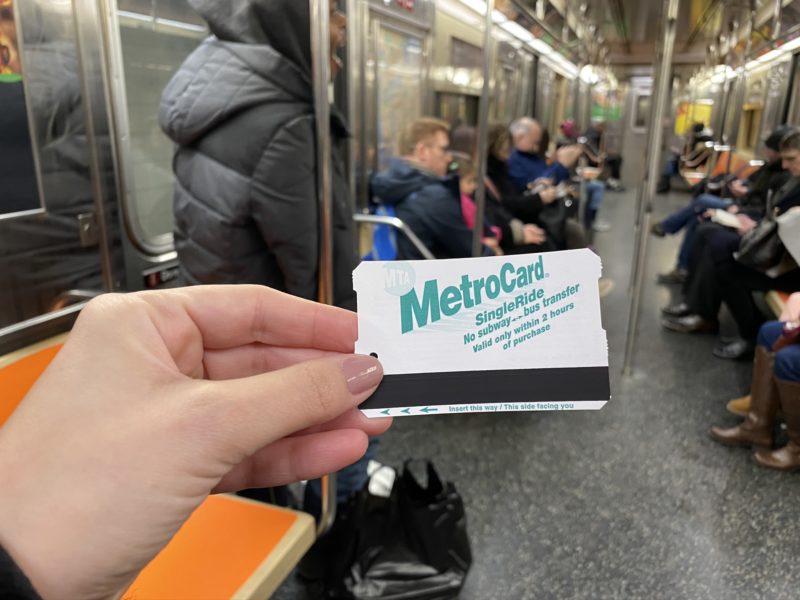 MTA
MetroCard®
SingleRide
No subway↔bus transfer
Valid only within 2 hours
of purchase
Insert this way / This side facing you